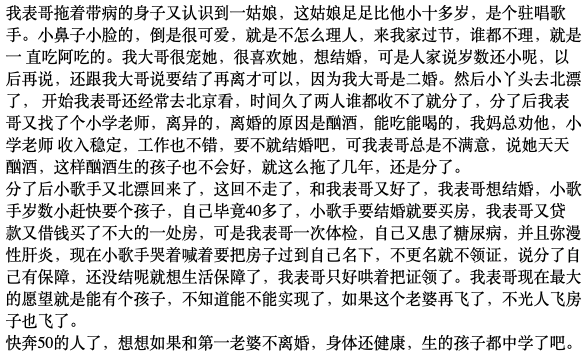 我表哥拖着带病的身子又认识到一姑娘，这姑娘足足比他小十多岁，是个驻唱歌
手。小鼻子小脸的，倒是很可爱，就是不怎么理人，来我家过节，谁都不理，就是
一 直吃阿吃的。我大哥很宠她，很喜欢她，想结婚，可是人家说岁数还小呢，以
后再说，还跟我大哥说要结了再离才可以，因为我大哥是二婚。然后小丫头去北漂
了， 开始我表哥还经常去北京看，时间久了两人谁都收不了就分了，分了后我表
哥又找了个小学老师，离异的，离婚的原因是酗酒，能吃能喝的，我妈总劝他，小
学老师 收入稳定，工作也不错，要不就结婚吧，可我表哥总是不满意，说她天天
酗酒，这样酗酒生的孩子也不会好，就这么拖了几年，还是分了。
分了后小歌手又北漂回来了，这回不走了，和我表哥又好了，我表哥想结婚，小歌
手岁数小赶快要个孩子，自己毕竟40多了，小歌手要结婚就要买房，我表哥又贷
款又借钱买了不大的一处房，可是我表哥一次体检，自己又患了糖尿病，并且弥漫
性肝炎，现在小歌手哭着喊着要把房子过到自己名下，不更名就不领证，说分了自
己有保障，还没结呢就想生活保障了，我表哥只好哄着把证领了。我表哥现在最大
的愿望就是能有个孩子，不知道能不能实现了，如果这个老婆再飞了，不光人飞房
子也飞了。
快奔50的人了，想想如果和第一老婆不离婚，身体还健康，生的孩子都中学了吧。